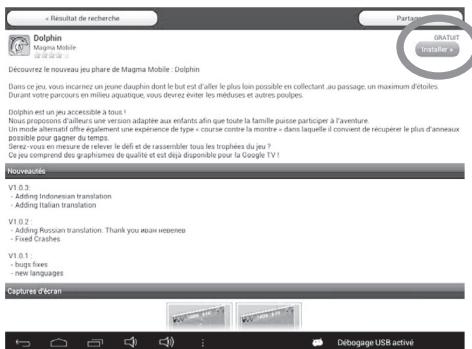 « Résultat de recherche
Partager
Dolphin
Magma Mobile
GRATUIT
Installer »
Découvrez le nouveau jeu phare de Magma Mobile : Dolphin
Dans ce jeu, vous incarnez un jeune dauphin dont le but est d'aller le plus loin possible en collectant ,au passage, un maximum d'étoiles.
Durant votre parcours en milieu aquatique, vous devrez éviter les méduses et autres poulpes.
Dolphin est un jeu accessible à tous !
Nous proposons d'ailleurs une version adaptée aux enfants afin que toute la famille puisse participer à l'aventure.
Un mode alternatif offre également une expérience de type « course contre la montre » dans laquelle il convient de récupérer le plus d'anneaux
possible pour gagner du temps.
Serez-vous en mesure de relever le défi et de rassembler tous les trophées du jeu ?
Ce jeu comprend des graphismes de qualité et est déjà disponible pour la Google TV !
Nouveautés
V1.0.3:
- Adding Indonesian translation
- Adding Italian translation
V1.0.2 :
- Adding Russian translation. Thank you иван неревев
- Fixed Crashes
V1.0.1 :
- bugs fixes
- new languages
Captures d'écran
Débogage USB activé